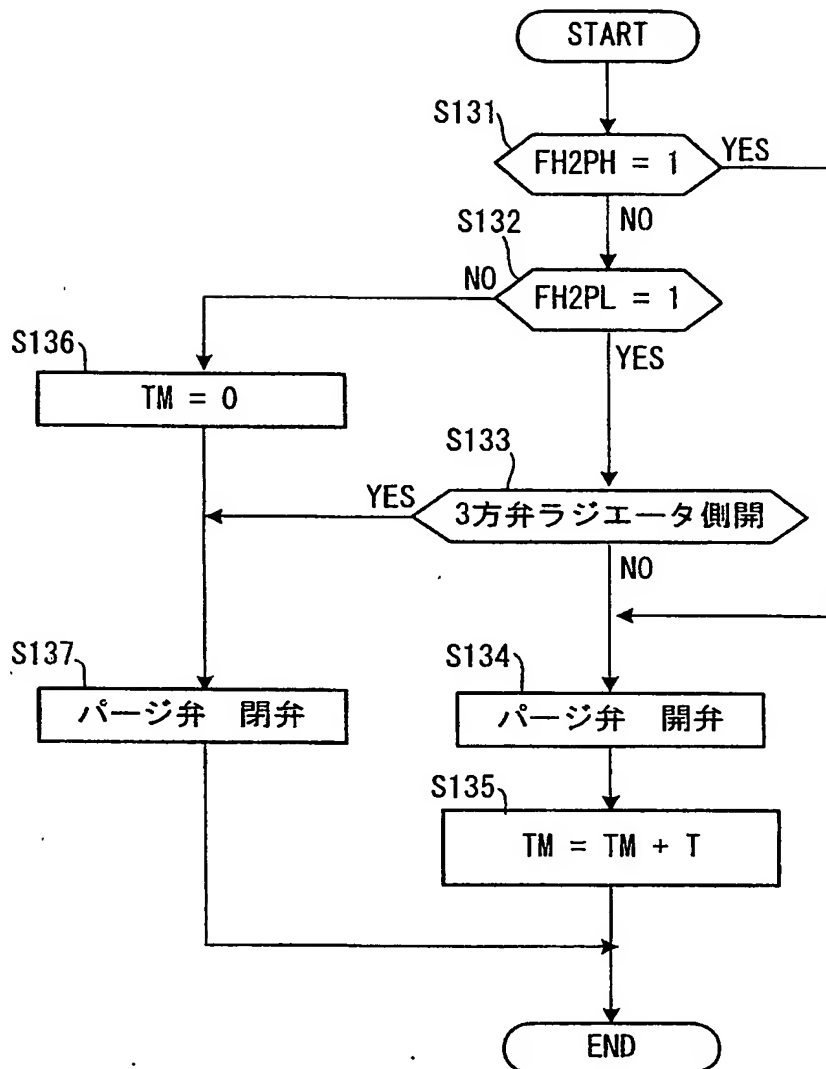 START
S131
FH2PH = 1
YES
NO
S132
NO
FH2PL = 1
YES
S136
TM = 0
S133
YES
3方弁ラジエータ側開
NO
S137
パージ弁 閉弁
S134
パージ弁 開弁
S135
TM = TM + T
END